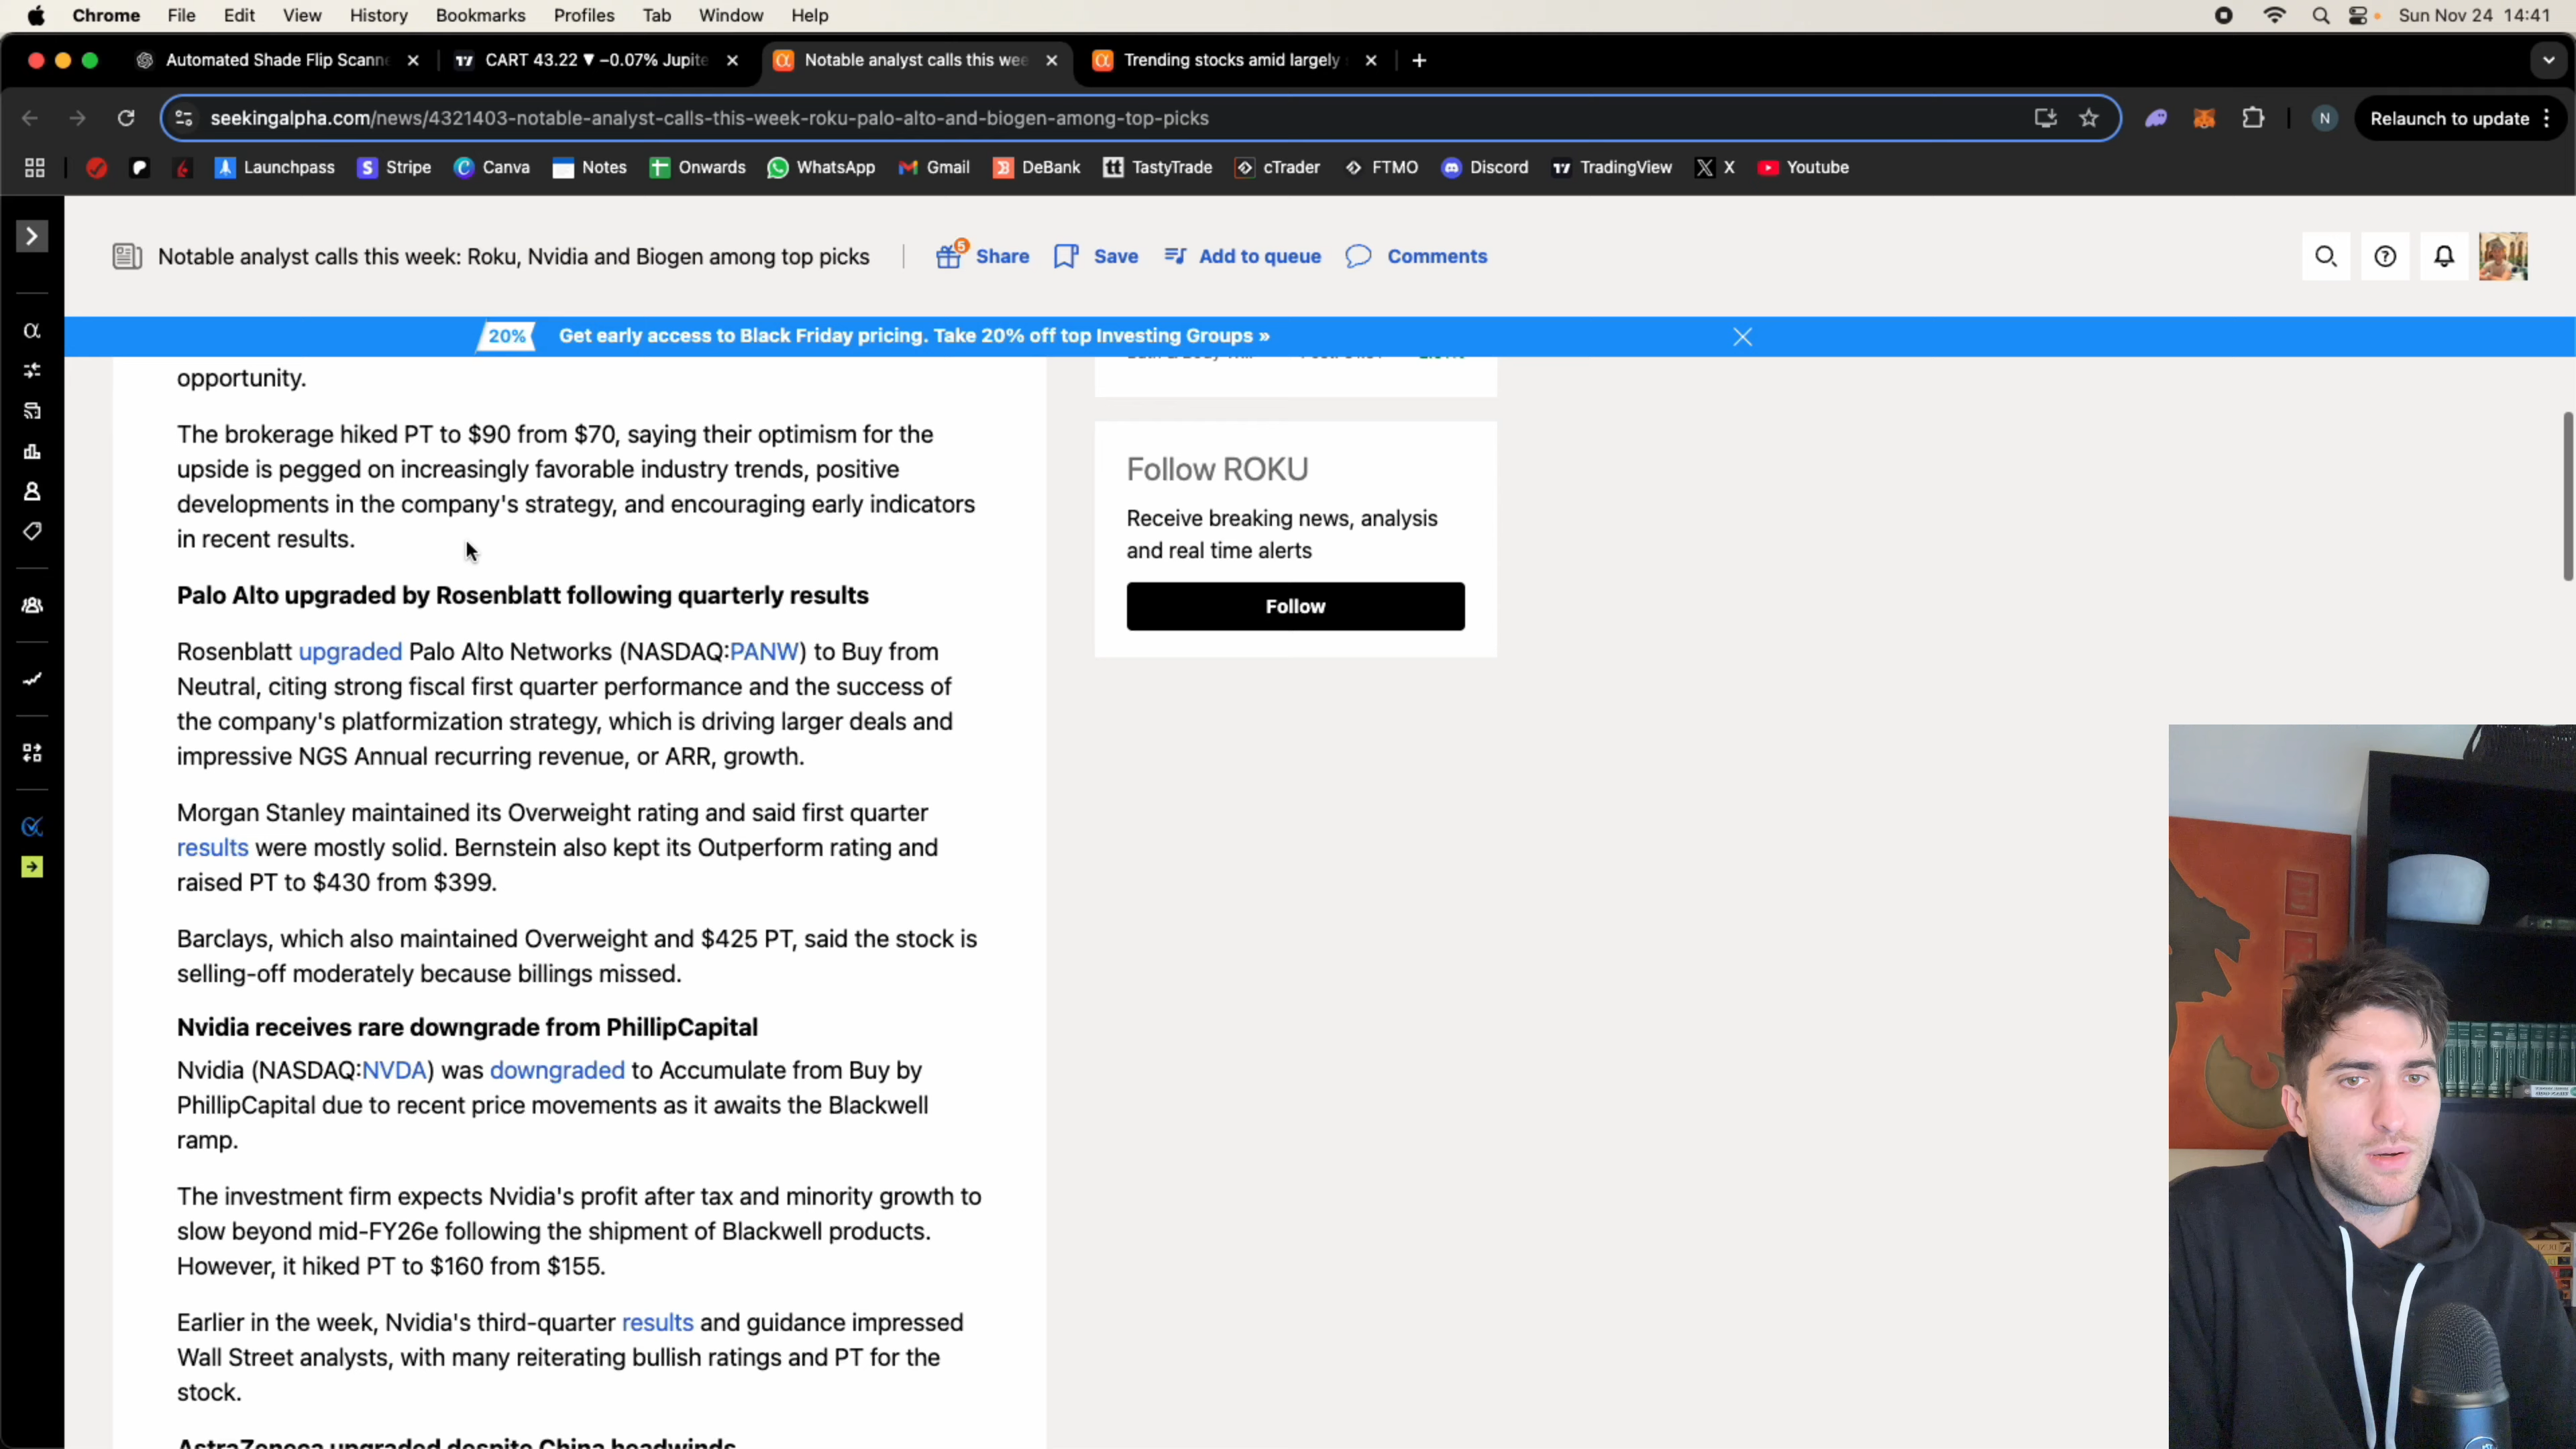 Chrome File Edit View History Bookmarks Profiles Tab Window Help Sun Nov 24 14:41
Automated Shade Flip Scann CART 43.22 ▼ −0.07% Jupite Notable analyst calls this wee Trending stocks amid largely
seekingalpha.com/news/4321403-notable-analyst-calls-this-week-roku-palo-alto-and-biogen-among-top-picks N Relaunch to update
Launchpass Stripe Canva Notes Onwards WhatsApp Gmail DeBank TastyTrade cTrader FTMO Discord TradingView X Youtube
Notable analyst calls this week: Roku, Nvidia and Biogen among top picks 5 Share Save Add to queue Comments
20% Get early access to Black Friday pricing. Take 20% off top Investing Groups »
opportunity.
The brokerage hiked PT to $90 from $70, saying their optimism for the
upside is pegged on increasingly favorable industry trends, positive
developments in the company's strategy, and encouraging early indicators
in recent results.
Palo Alto upgraded by Rosenblatt following quarterly results
Rosenblatt upgraded Palo Alto Networks (NASDAQ:PANW) to Buy from
Neutral, citing strong fiscal first quarter performance and the success of
the company's platformization strategy, which is driving larger deals and
impressive NGS Annual recurring revenue, or ARR, growth.
Morgan Stanley maintained its Overweight rating and said first quarter
results were mostly solid. Bernstein also kept its Outperform rating and
raised PT to $430 from $399.
Barclays, which also maintained Overweight and $425 PT, said the stock is
selling-off moderately because billings missed.
Nvidia receives rare downgrade from PhillipCapital
Nvidia (NASDAQ:NVDA) was downgraded to Accumulate from Buy by
PhillipCapital due to recent price movements as it awaits the Blackwell
ramp.
The investment firm expects Nvidia's profit after tax and minority growth to
slow beyond mid-FY26e following the shipment of Blackwell products.
However, it hiked PT to $160 from $155.
Earlier in the week, Nvidia's third-quarter results and guidance impressed
Wall Street analysts, with many reiterating bullish ratings and PT for the
stock.
AstraZeneca upgraded despite China headwinds
Follow ROKU
Receive breaking news, analysis
and real time alerts
Follow